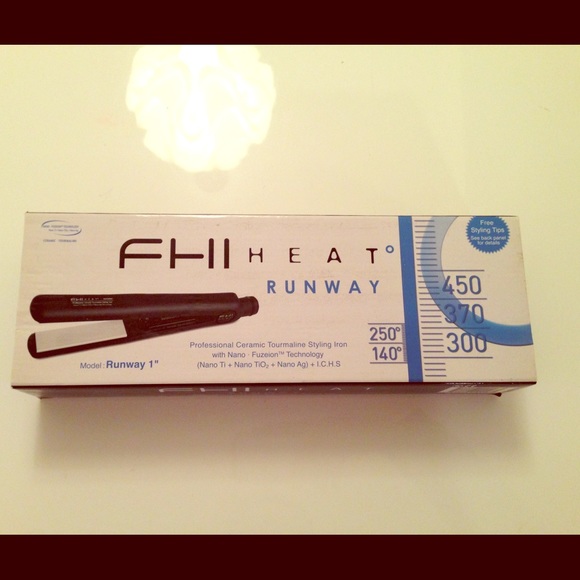 FHI HEAT°
RUNWAY
Professional Ceramic Tourmaline Styling Iron
with Nano · Fuzeion™ Technology
(Nano Ti + Nano TiO₂ + Nano Ag) + I.C.H.S
Model: Runway 1"
250°
140°
450
370
300
Free
Styling Tips
See back panel
for details